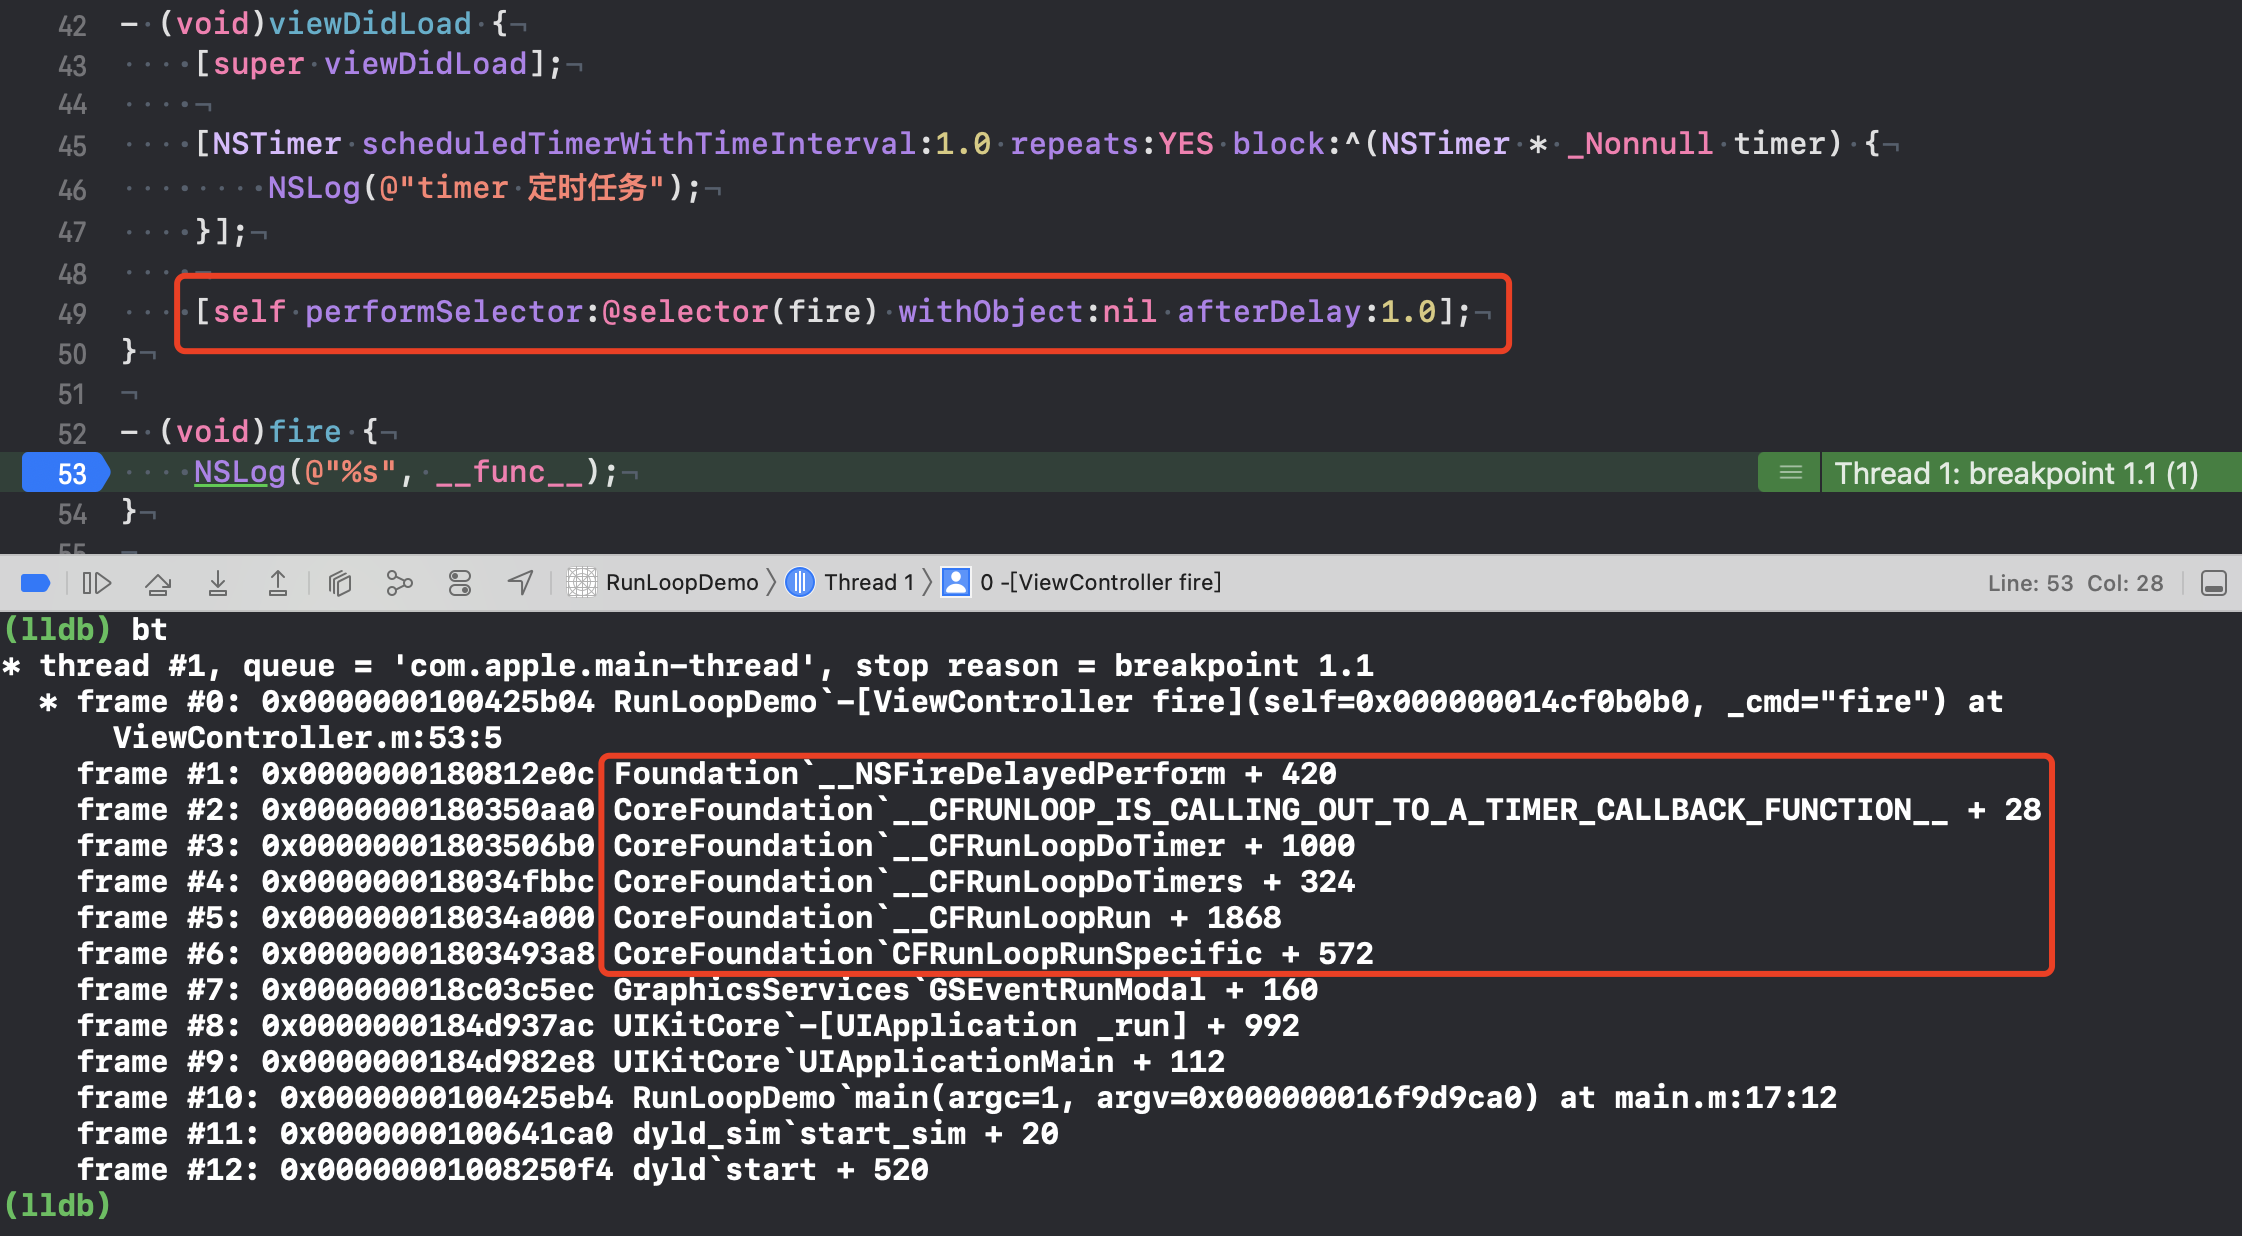 42 - (void)viewDidLoad {
43 [super viewDidLoad];
44
45 [NSTimer scheduledTimerWithTimeInterval:1.0 repeats:YES block:^(NSTimer * _Nonnull timer) {
46 NSLog(@"timer 定时任务");
47 }];
48
49 [self performSelector:@selector(fire) withObject:nil afterDelay:1.0];
50 }
51
52 - (void)fire {
53 NSLog(@"%s", __func__); Thread 1: breakpoint 1.1 (1)
54 }
55
RunLoopDemo Thread 1 0 -[ViewController fire] Line: 53 Col: 28
(lldb) bt
* thread #1, queue = 'com.apple.main-thread', stop reason = breakpoint 1.1
* frame #0: 0x0000000100425b04 RunLoopDemo`-[ViewController fire](self=0x000000014cf0b0b0, _cmd="fire") at
ViewController.m:53:5
frame #1: 0x0000000180812e0c Foundation`__NSFireDelayedPerform + 420
frame #2: 0x0000000180350aa0 CoreFoundation`__CFRUNLOOP_IS_CALLING_OUT_TO_A_TIMER_CALLBACK_FUNCTION__ + 28
frame #3: 0x00000001803506b0 CoreFoundation`__CFRunLoopDoTimer + 1000
frame #4: 0x000000018034fbbc CoreFoundation`__CFRunLoopDoTimers + 324
frame #5: 0x000000018034a000 CoreFoundation`__CFRunLoopRun + 1868
frame #6: 0x00000001803493a8 CoreFoundation`CFRunLoopRunSpecific + 572
frame #7: 0x000000018c03c5ec GraphicsServices`GSEventRunModal + 160
frame #8: 0x0000000184d937ac UIKitCore`-[UIApplication _run] + 992
frame #9: 0x0000000184d982e8 UIKitCore`UIApplicationMain + 112
frame #10: 0x0000000100425eb4 RunLoopDemo`main(argc=1, argv=0x000000016f9d9ca0) at main.m:17:12
frame #11: 0x0000000100641ca0 dyld_sim`start_sim + 20
frame #12: 0x00000001008250f4 dyld`start + 520
(lldb)